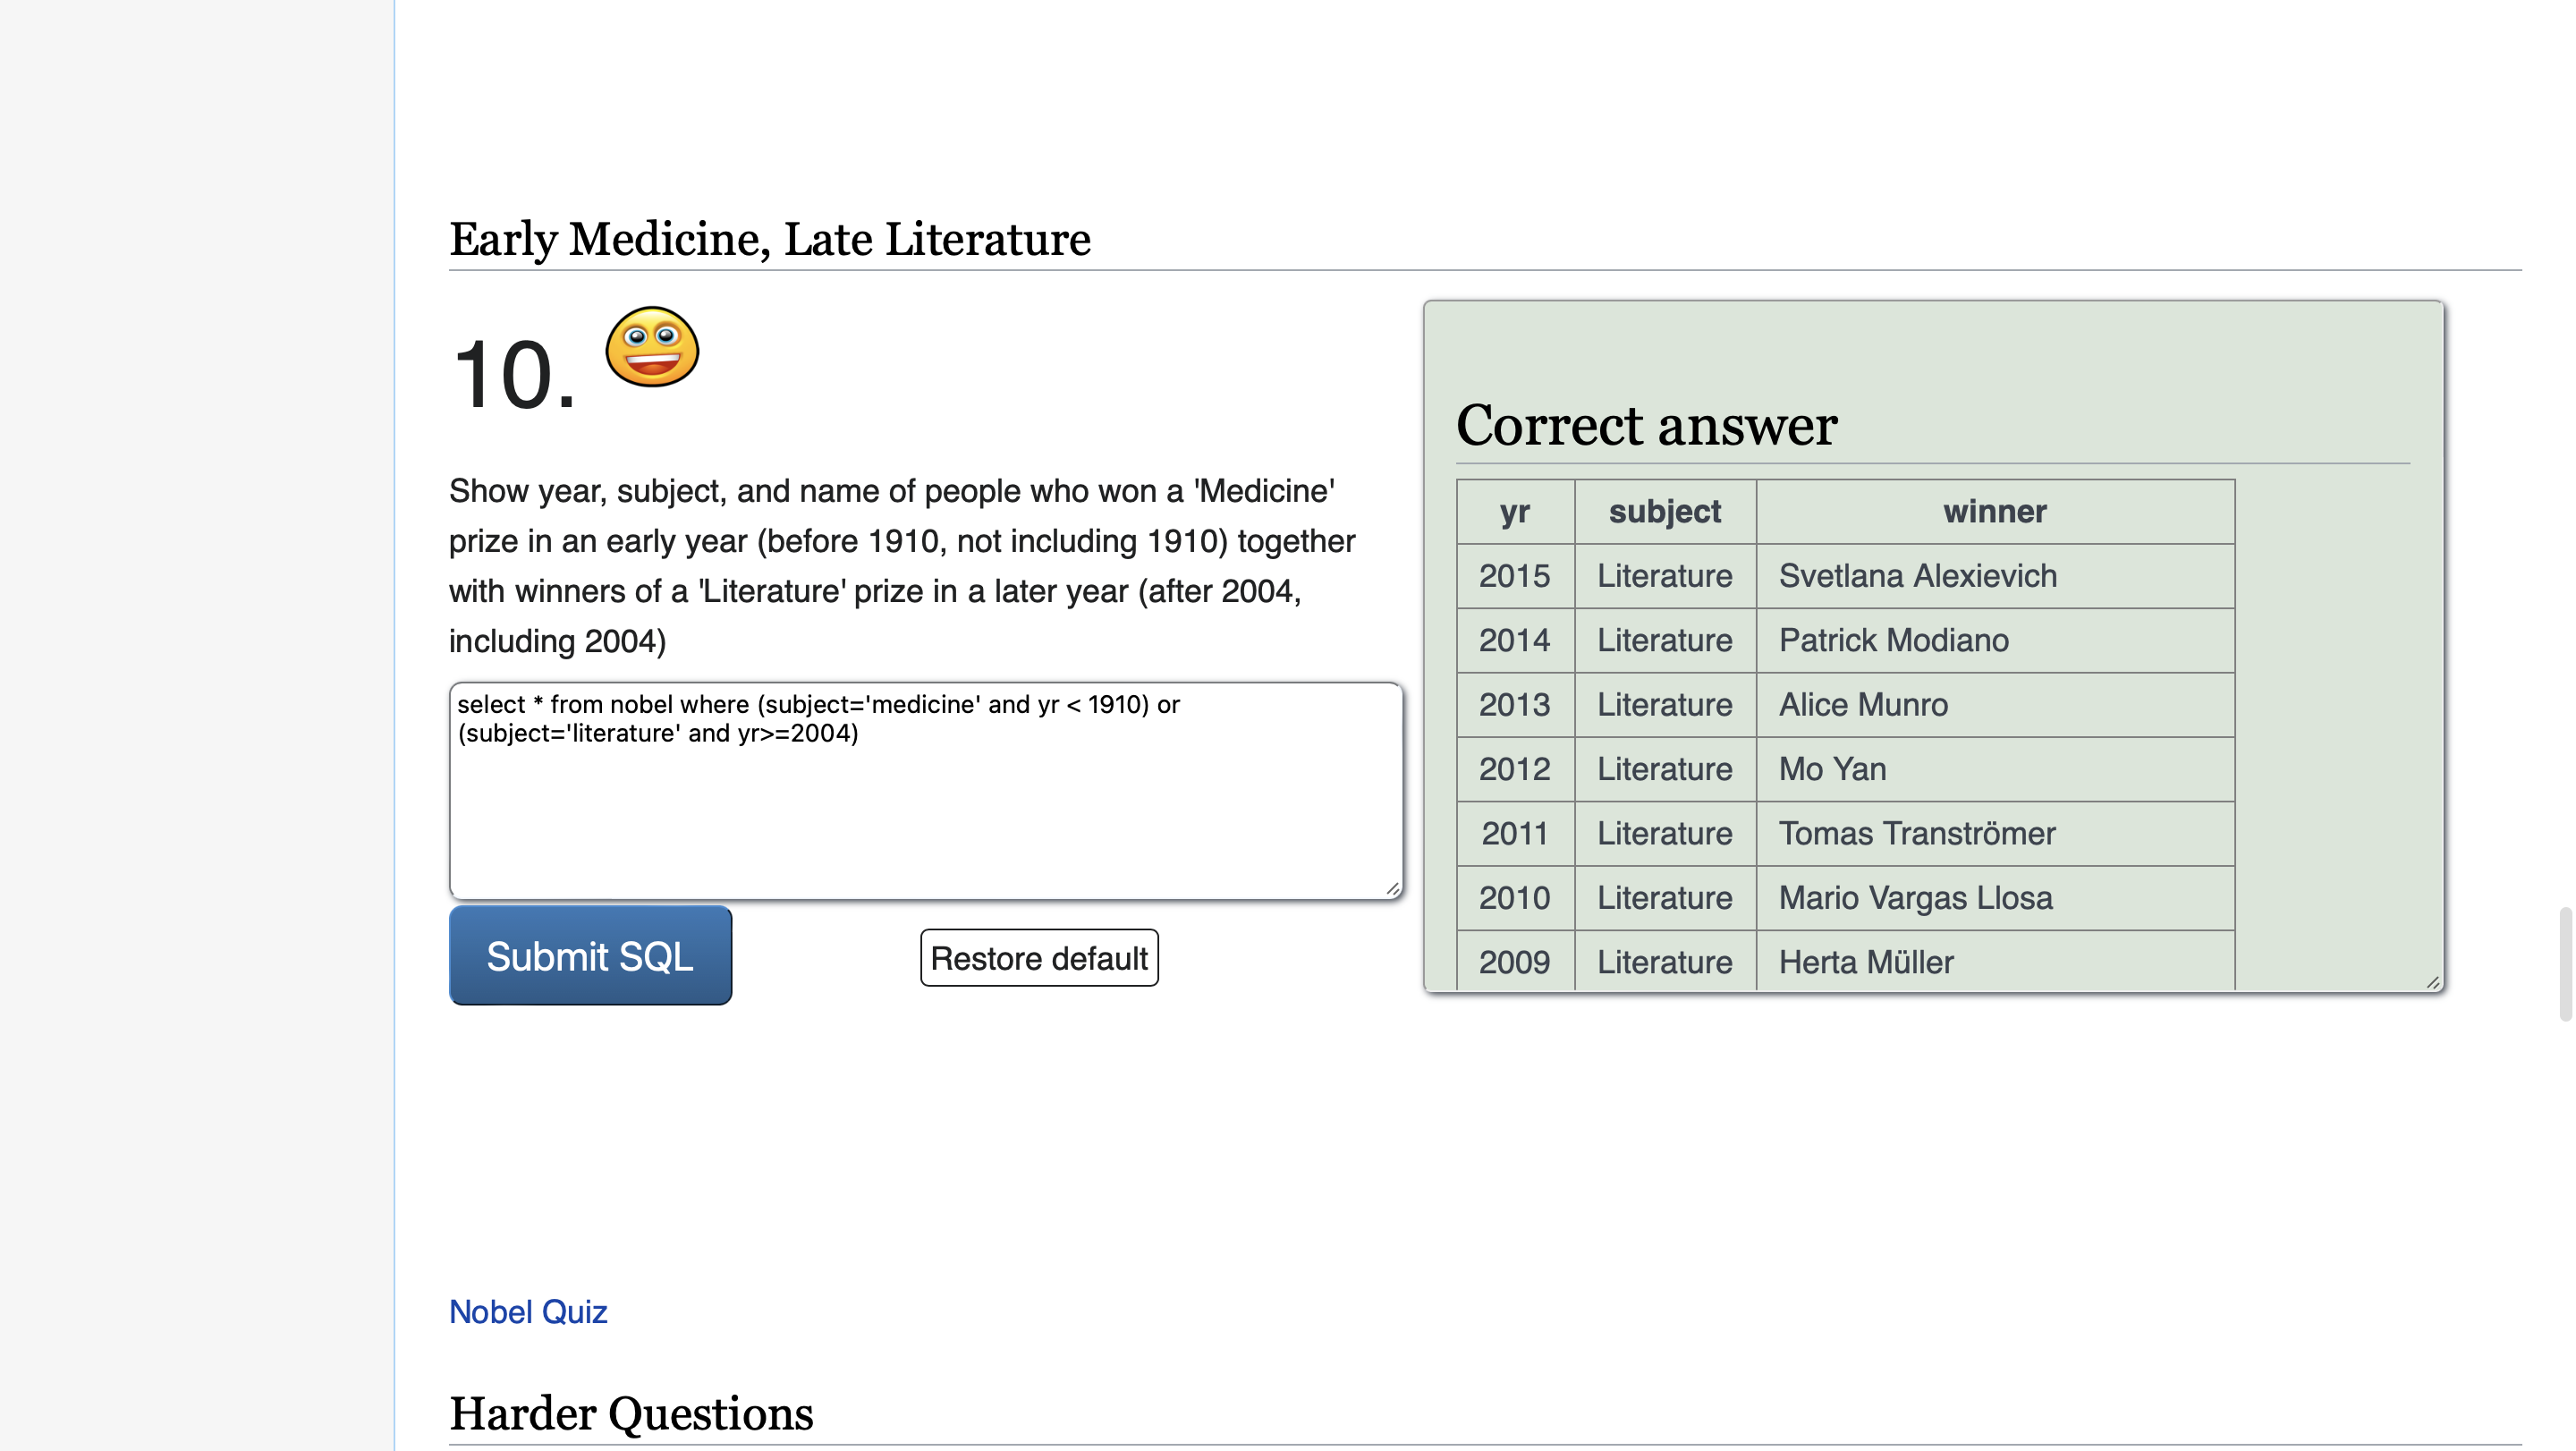 Early Medicine, Late Literature
10.
Show year, subject, and name of people who won a 'Medicine'
prize in an early year (before 1910, not including 1910) together
with winners of a 'Literature' prize in a later year (after 2004,
including 2004)
select * from nobel where (subject='medicine' and yr < 1910) or
(subject='literature' and yr>=2004)
Submit SQL
Restore default
Correct answer
yr subject winner
2015 Literature Svetlana Alexievich
2014 Literature Patrick Modiano
2013 Literature Alice Munro
2012 Literature Mo Yan
2011 Literature Tomas Tranströmer
2010 Literature Mario Vargas Llosa
2009 Literature Herta Müller
Nobel Quiz
Harder Questions